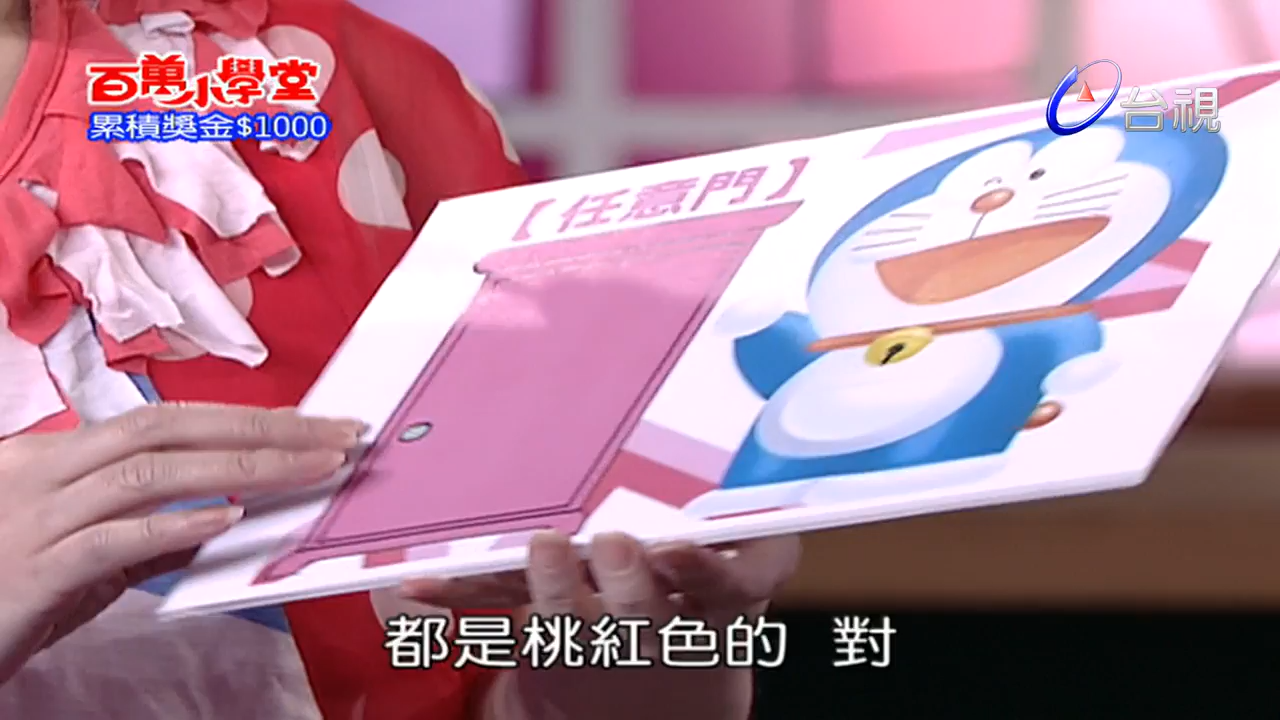 百萬小學堂
累積獎金$1000
台視
【任意門】
都是桃紅色的 對